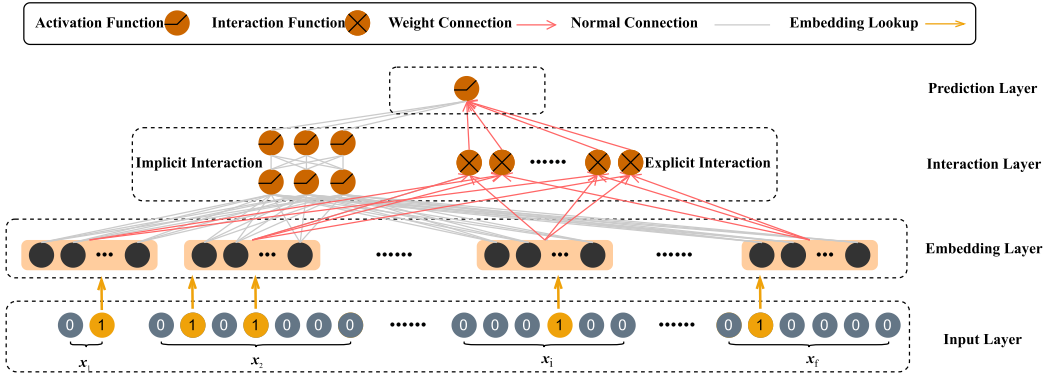 Activation Function Interaction Function Weight Connection Normal Connection Embedding Lookup
Prediction Layer
Implicit Interaction ...... Explicit Interaction Interaction Layer
... ... ...... ... ...... ... Embedding Layer
0 1 0 1 0 1 0 0 0 ...... 0 0 0 1 0 0 ...... 0 1 0 0 0 0 Input Layer
x1 x2 xi xf